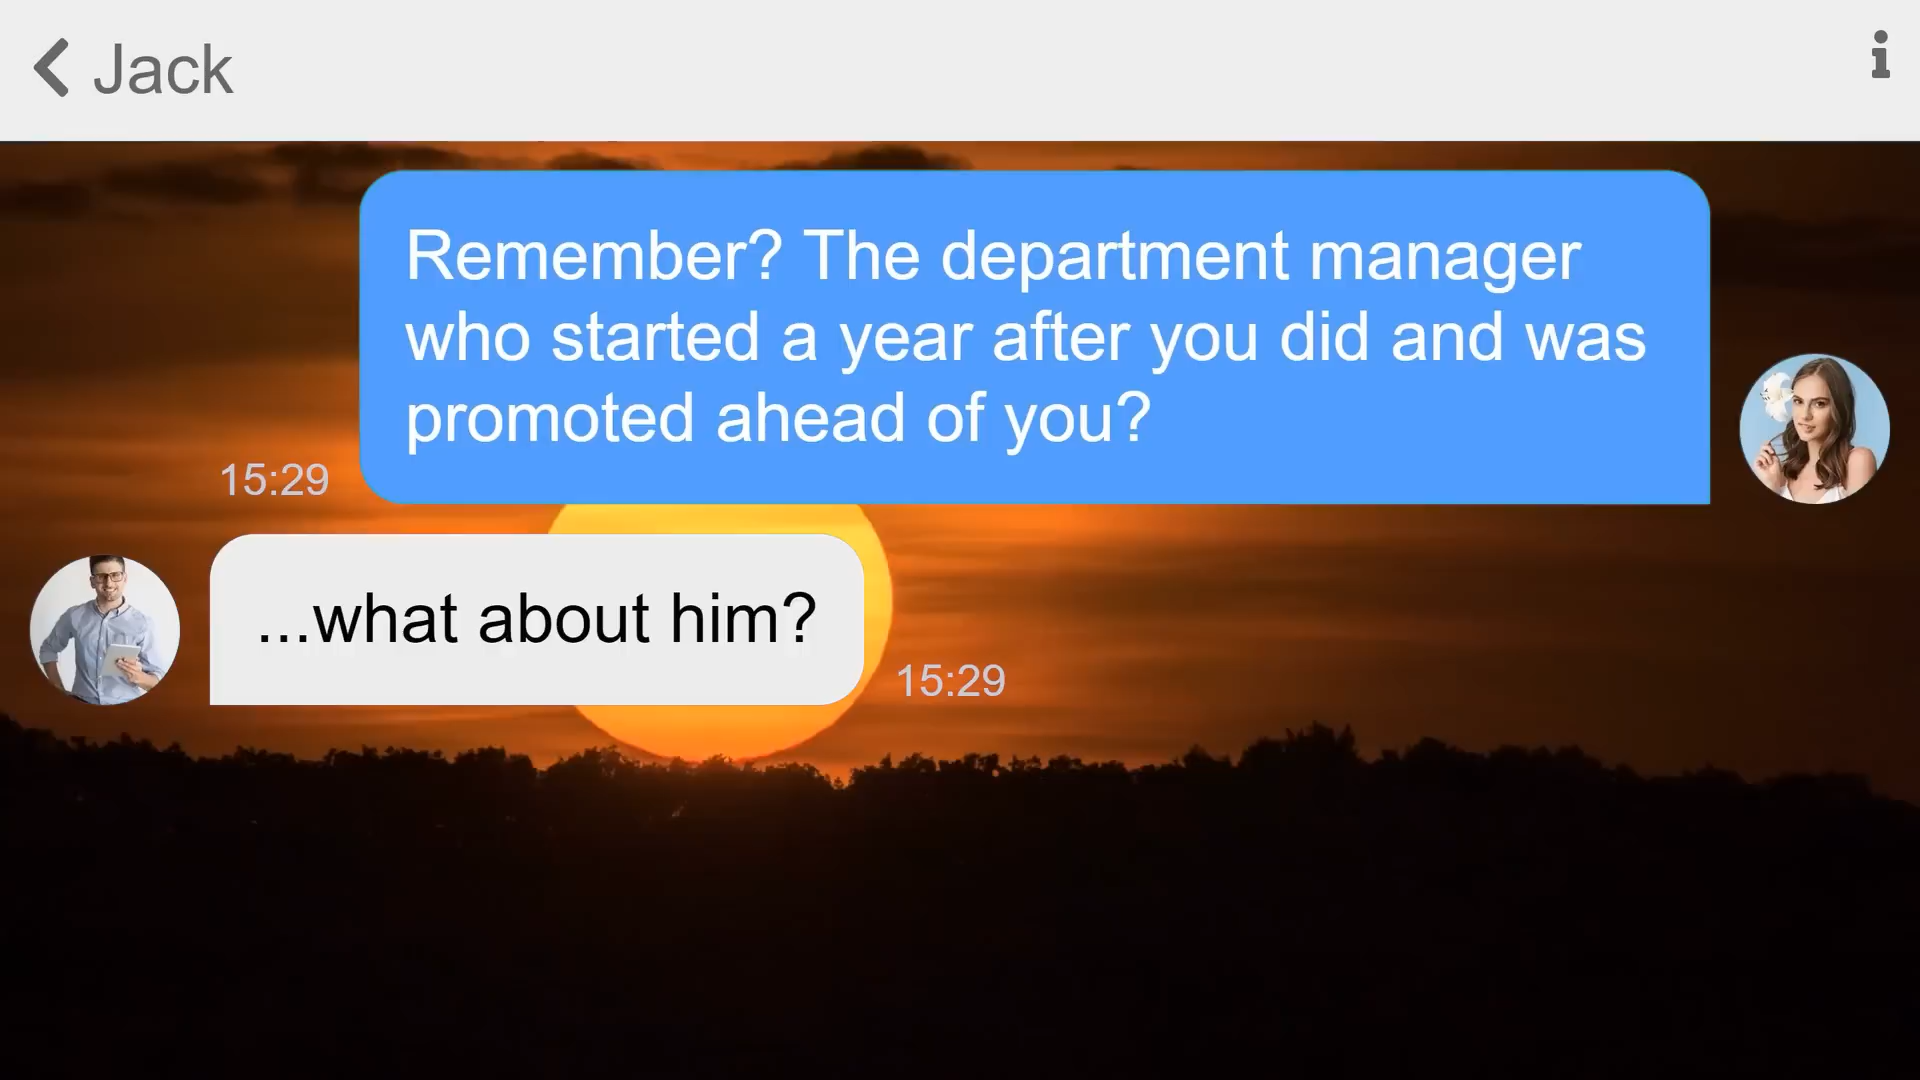 Jack
Remember? The department manager
who started a year after you did and was
promoted ahead of you?
15:29
...what about him?
15:29